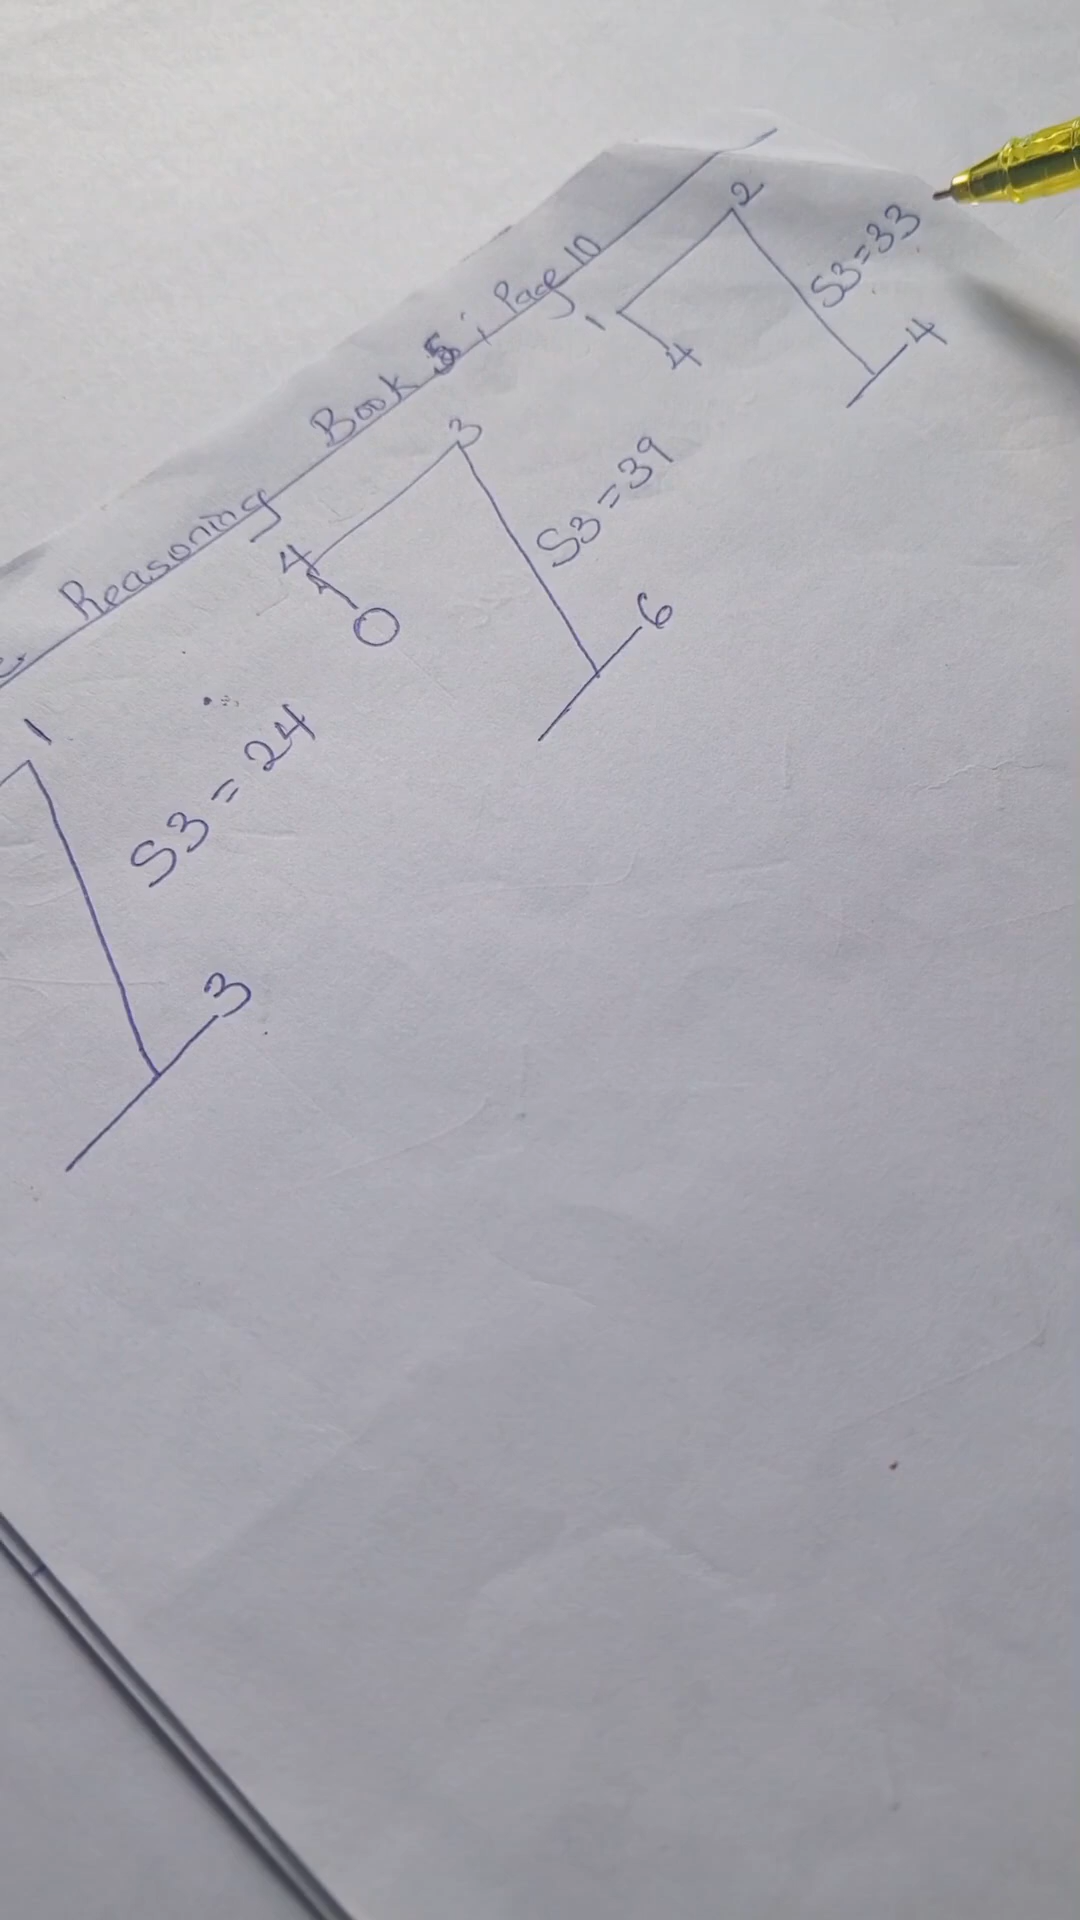 Reasoning Book 5; Page 10
1
S3 = 24
3
4
3
0
S3 = 39
6
1
2
4
S3 = 33
4